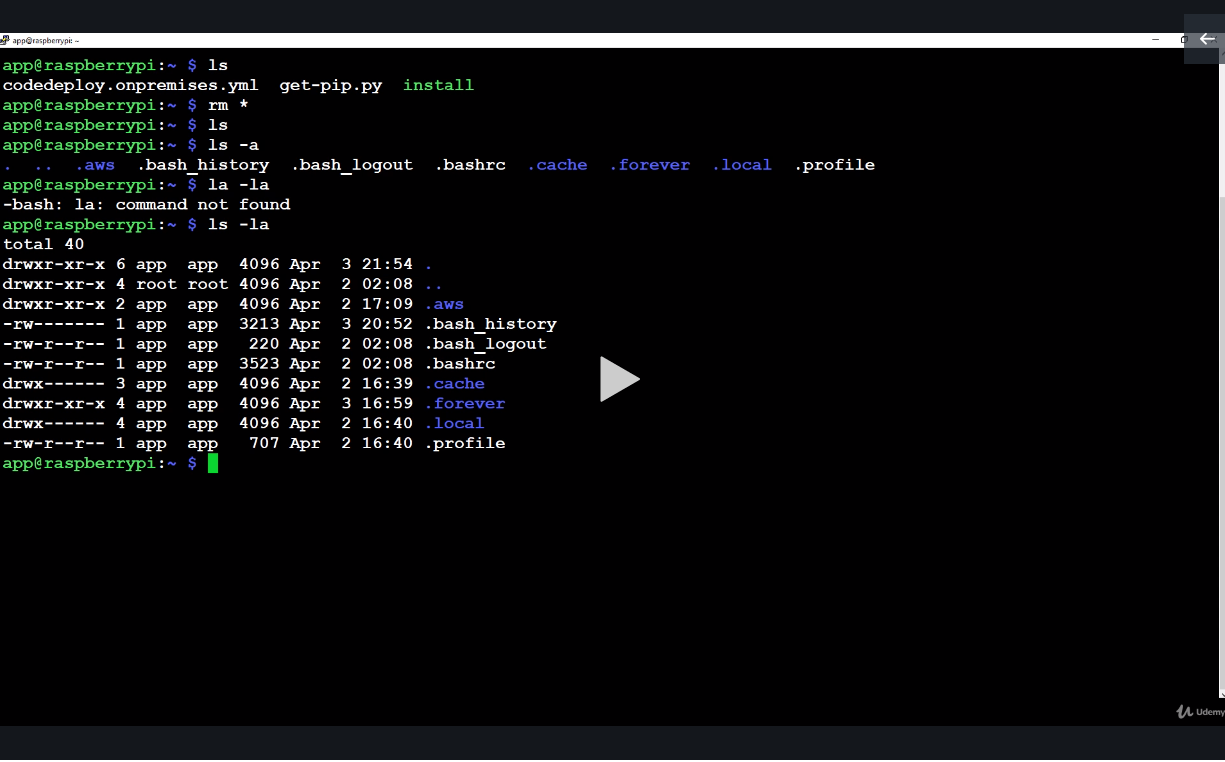 app@raspberrypi: ~
app@raspberrypi:~ $ ls
codedeploy.onpremises.yml  get-pip.py  install
app@raspberrypi:~ $ rm *
app@raspberrypi:~ $ ls
app@raspberrypi:~ $ ls -a
.  ..  .aws  .bash_history  .bash_logout  .bashrc  .cache  .forever  .local  .profile
app@raspberrypi:~ $ la -la
-bash: la: command not found
app@raspberrypi:~ $ ls -la
total 40
drwxr-xr-x 6 app  app  4096 Apr  3 21:54 .
drwxr-xr-x 4 root root 4096 Apr  2 02:08 ..
drwxr-xr-x 2 app  app  4096 Apr  2 17:09 .aws
-rw------- 1 app  app  3213 Apr  3 20:52 .bash_history
-rw-r--r-- 1 app  app   220 Apr  2 02:08 .bash_logout
-rw-r--r-- 1 app  app  3523 Apr  2 02:08 .bashrc
drwx------ 3 app  app  4096 Apr  2 16:39 .cache
drwxr-xr-x 4 app  app  4096 Apr  3 16:59 .forever
drwx------ 4 app  app  4096 Apr  2 16:40 .local
-rw-r--r-- 1 app  app   707 Apr  2 16:40 .profile
app@raspberrypi:~ $
Udemy